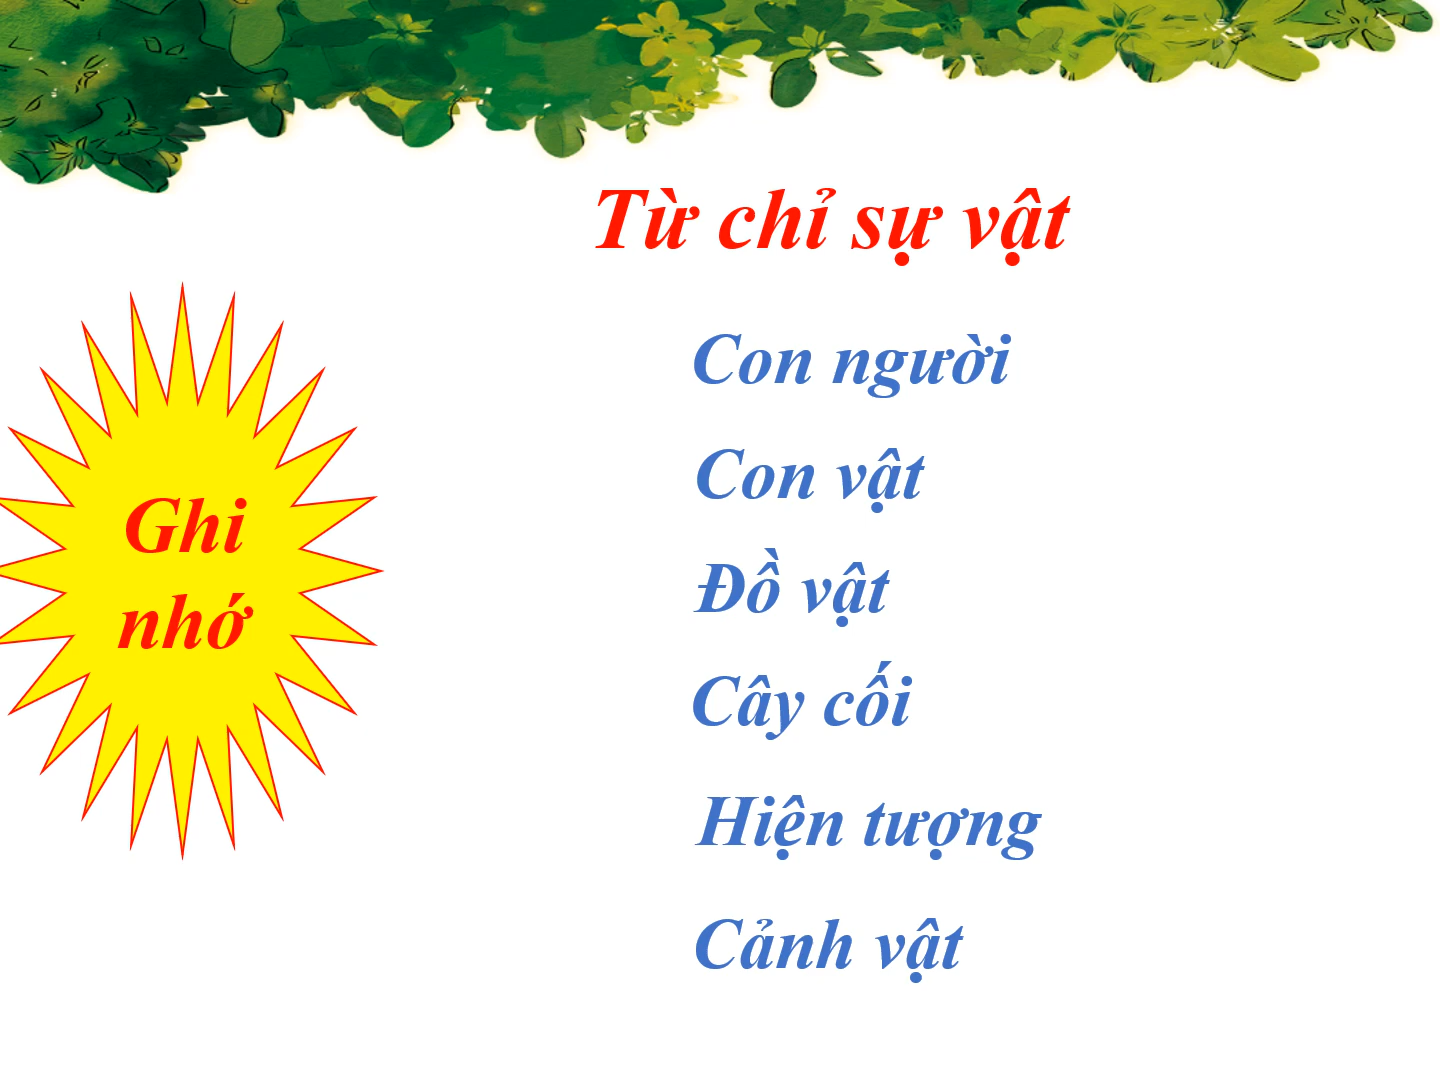 Từ chỉ sự vật
Ghi
nhớ
Con người
Con vật
Đồ vật
Cây cối
Hiện tượng
Cảnh vật